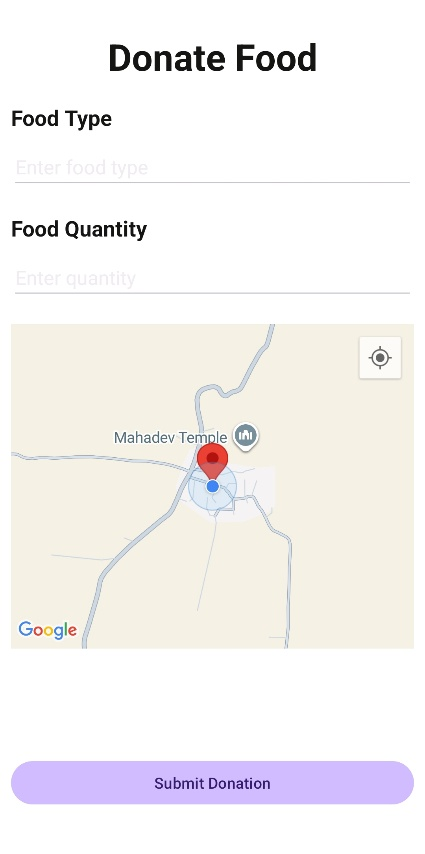 Donate Food
Food Type
Enter food type
Food Quantity
Enter quantity
Mahadev Temple
Google
Submit Donation